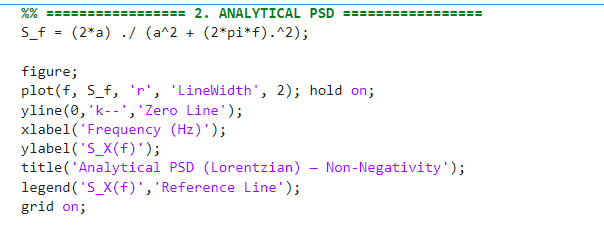 %% ================= 2. ANALYTICAL PSD =================
S_f = (2*a) ./ (a^2 + (2*pi*f).^2);
figure;
plot(f, S_f, 'r', 'LineWidth', 2); hold on;
yline(0,'k--','Zero Line');
xlabel('Frequency (Hz)');
ylabel('S_X(f)');
title('Analytical PSD (Lorentzian) — Non-Negativity');
legend('S_X(f)','Reference Line');
grid on;